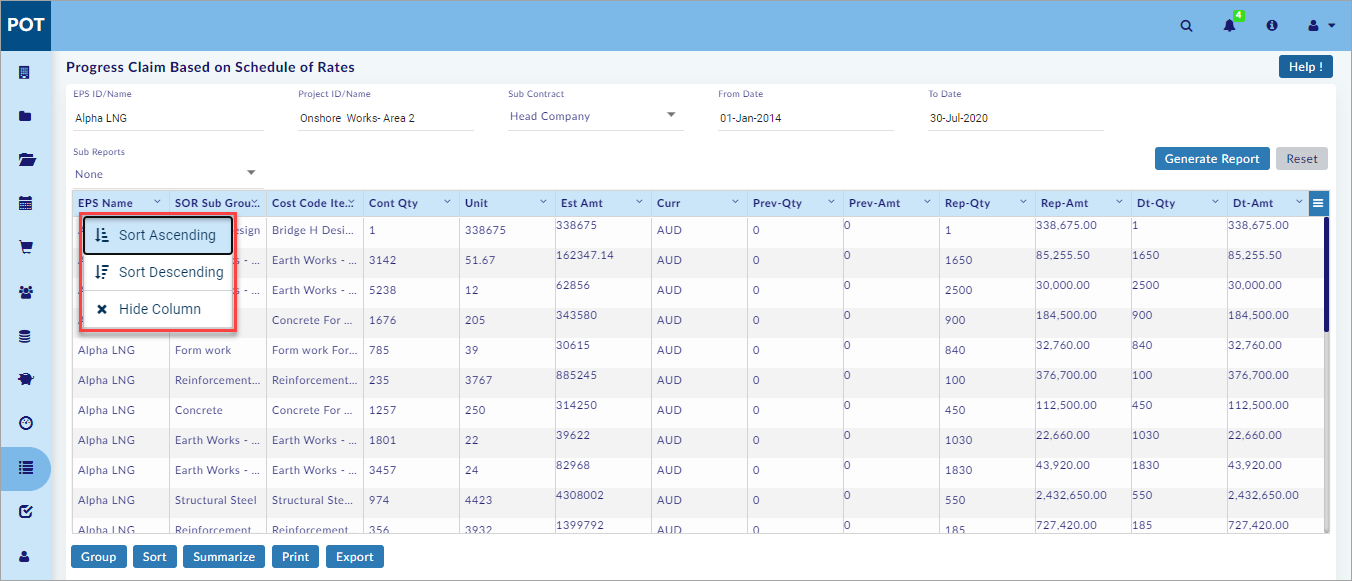 POT
4
Progress Claim Based on Schedule of Rates
Help !
EPS ID/Name Project ID/Name Sub Contract From Date To Date
Alpha LNG Onshore Works- Area 2 Head Company 01-Jan-2014 30-Jul-2020
Sub Reports
None
Generate Report Reset
EPS Name SOR Sub Grou... Cost Code Ite... Cont Qty Unit Est Amt Curr Prev-Qty Prev-Amt Rep-Qty Rep-Amt Dt-Qty Dt-Amt
Sort Ascending
Sort Descending
Hide Column
esign Bridge H Desi... 1 338675 338675 AUD 0 0 1 338,675.00 1 338,675.00
s - ... Earth Works - ... 3142 51.67 162347.14 AUD 0 0 1650 85,255.50 1650 85,255.50
s - ... Earth Works - ... 5238 12 62856 AUD 0 0 2500 30,000.00 2500 30,000.00
Concrete For ... 1676 205 343580 AUD 0 0 900 184,500.00 900 184,500.00
Alpha LNG Form work Form work For... 785 39 30615 AUD 0 0 840 32,760.00 840 32,760.00
Alpha LNG Reinforcement... Reinforcement... 235 3767 885245 AUD 0 0 100 376,700.00 100 376,700.00
Alpha LNG Concrete Concrete For ... 1257 250 314250 AUD 0 0 450 112,500.00 450 112,500.00
Alpha LNG Earth Works - ... Earth Works - ... 1801 22 39622 AUD 0 0 1030 22,660.00 1030 22,660.00
Alpha LNG Earth Works - ... Earth Works - ... 3457 24 82968 AUD 0 0 1830 43,920.00 1830 43,920.00
Alpha LNG Structural Steel Structural Ste... 974 4423 4308002 AUD 0 0 550 2,432,650.00 550 2,432,650.00
Alpha LNG Reinforcement... Reinforcement... 356 3932 1399792 AUD 0 0 185 727,420.00 185 727,420.00
Group Sort Summarize Print Export